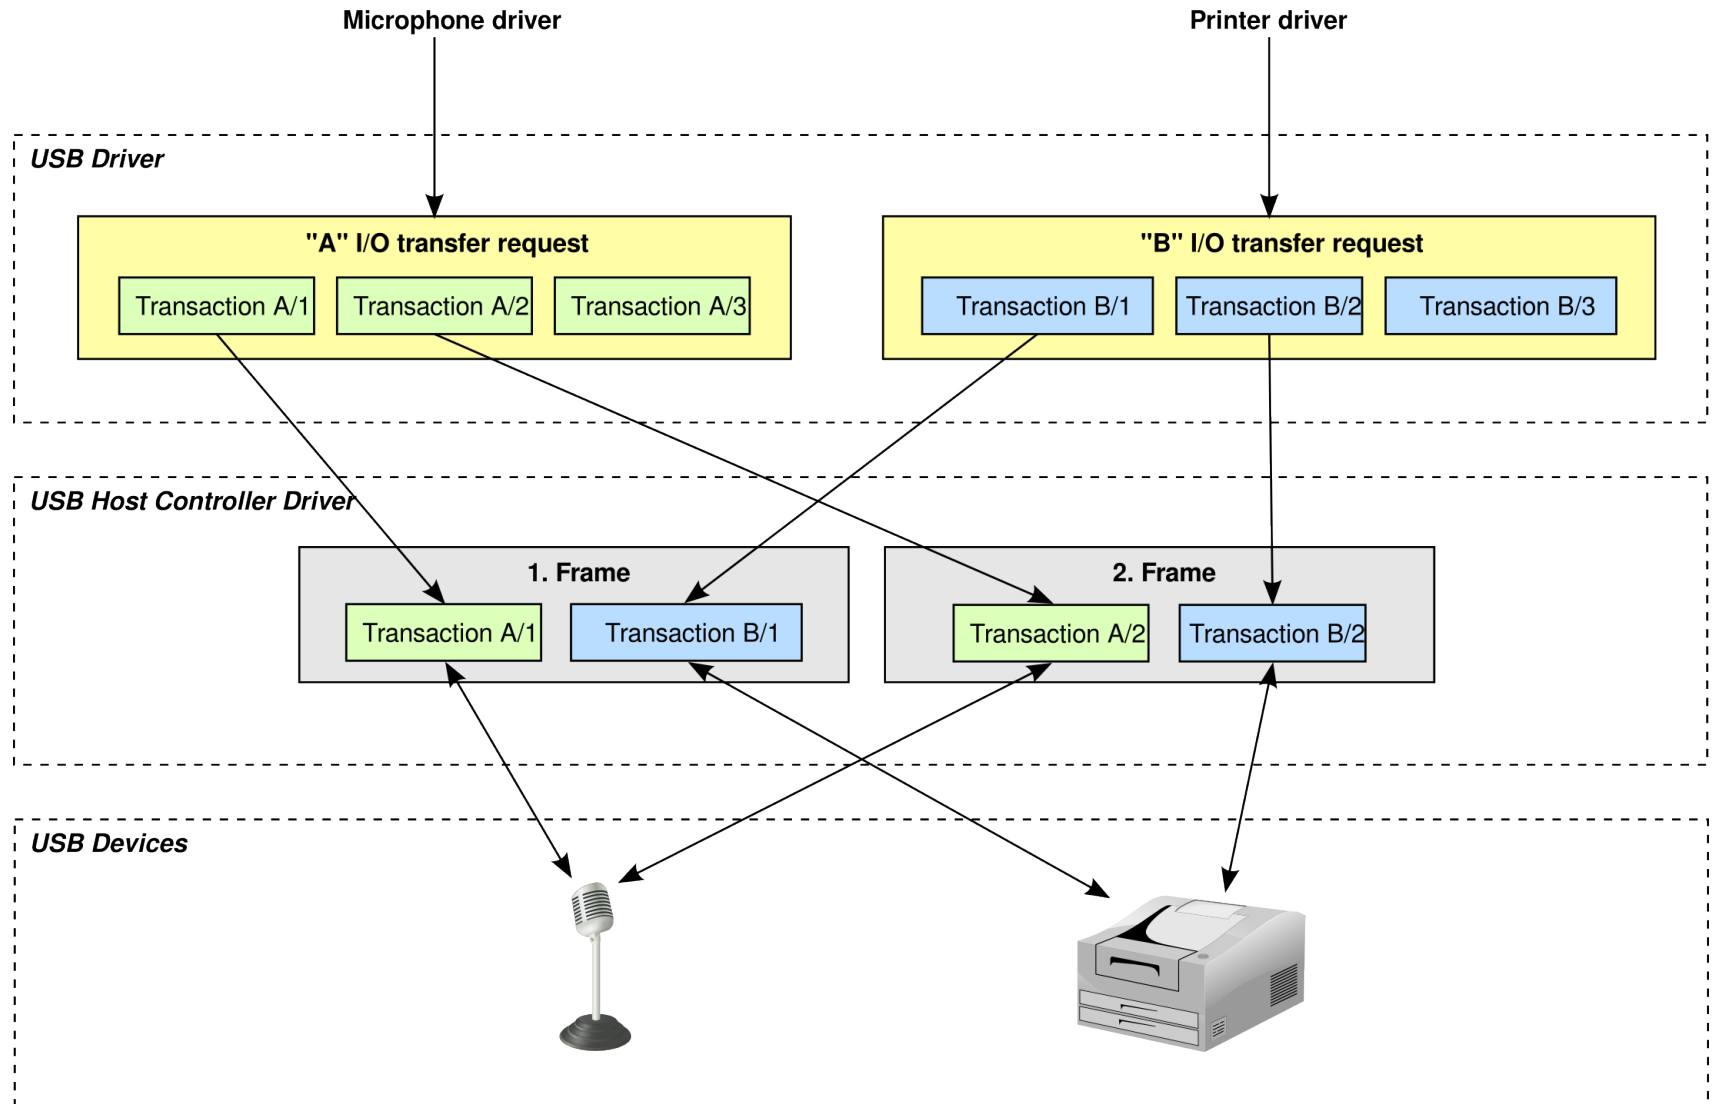 Microphone driver
Printer driver
USB Driver
"A" I/O transfer request
"B" I/O transfer request
Transaction A/1
Transaction A/2
Transaction A/3
Transaction B/1
Transaction B/2
Transaction B/3
USB Host Controller Driver
1. Frame
2. Frame
Transaction A/1
Transaction B/1
Transaction A/2
Transaction B/2
USB Devices